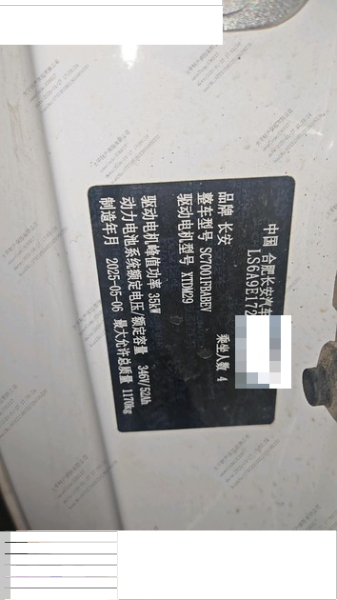 中国 合肥长安汽车
LS6A9E172
品牌 长安
整车型号 SC7001FBABEV 乘坐人数 4
驱动电机型号 XTDM29
驱动电机峰值功率 35kW
动力电池系统额定电压/额定容量 346V/52Ah
制造年月 2025-05-06 最大允许总质量 1170kg